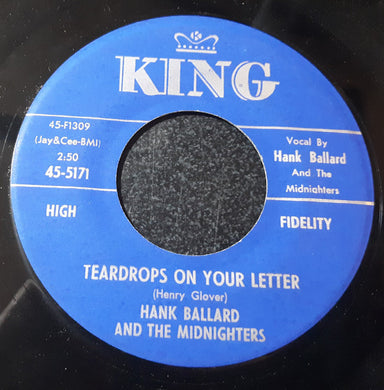 K
KING
45-F1309
(Jay&Cee-BMI)
2:50
45-5171
Vocal By
Hank Ballard
And The
Midnighters
HIGH
FIDELITY
TEARDROPS ON YOUR LETTER
(Henry Glover)
HANK BALLARD
AND THE MIDNIGHTERS